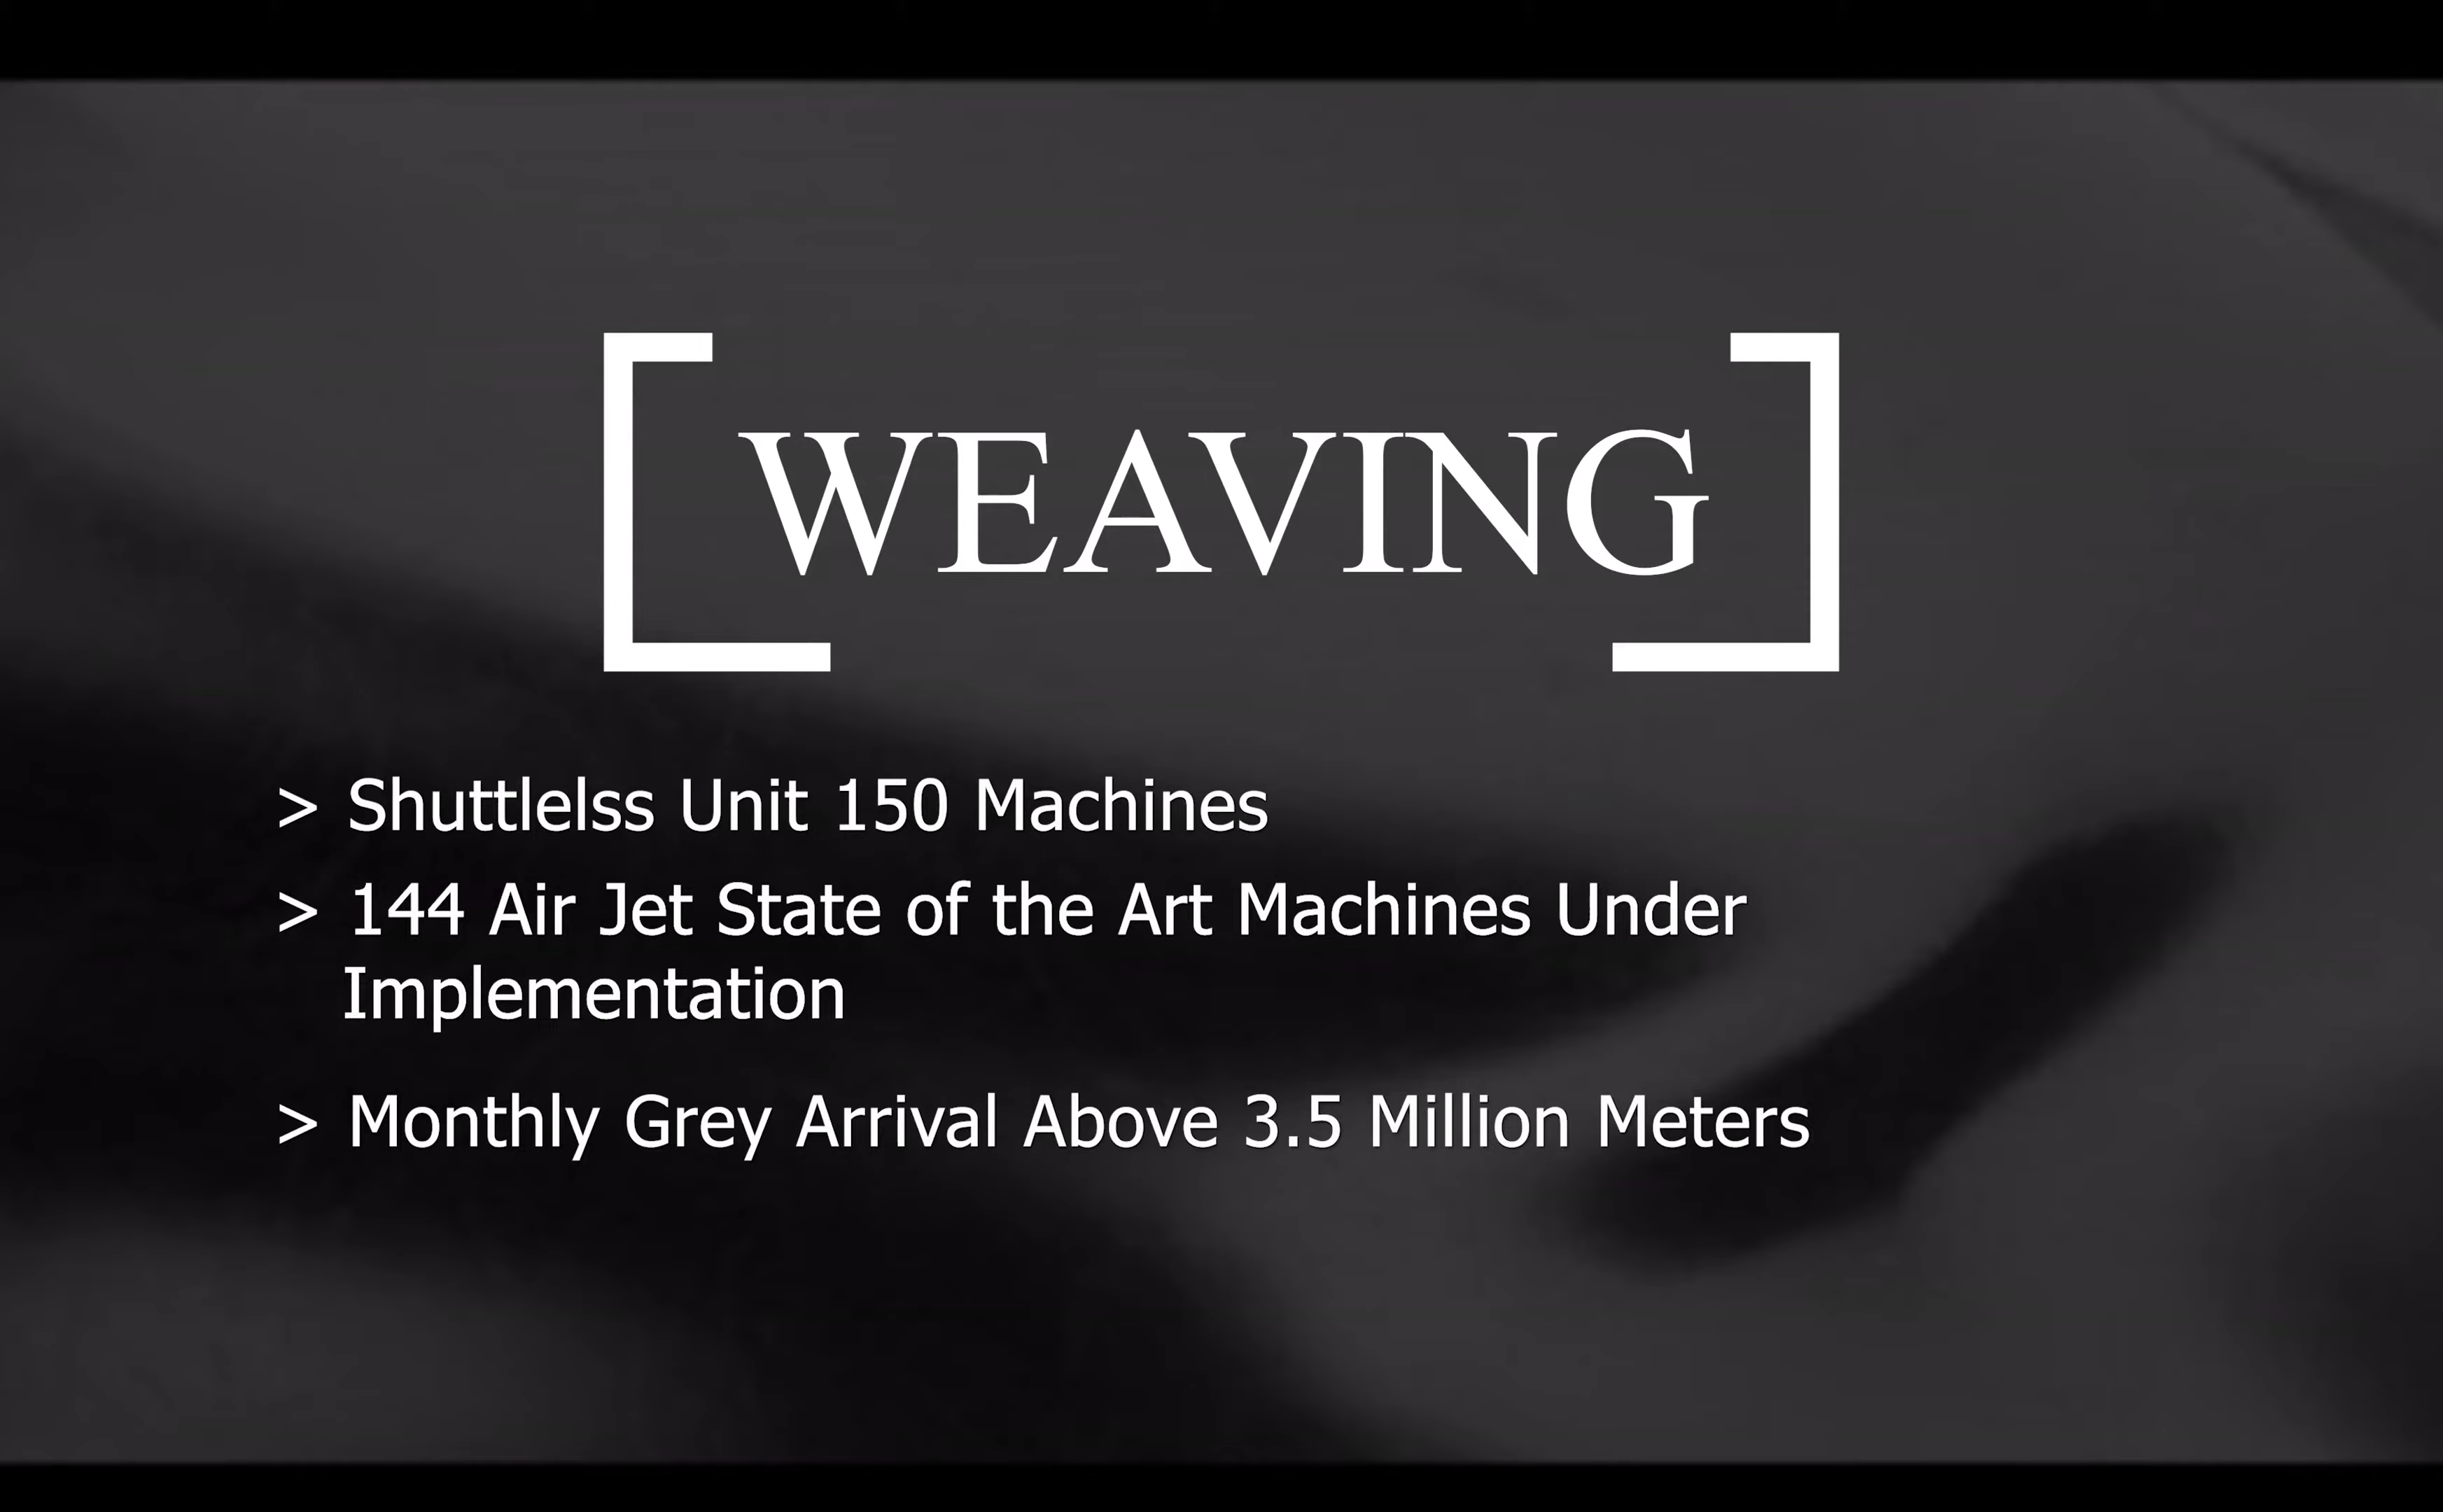 WEAVING
> Shuttlelss Unit 150 Machines
> 144 Air Jet State of the Art Machines Under
Implementation
> Monthly Grey Arrival Above 3.5 Million Meters